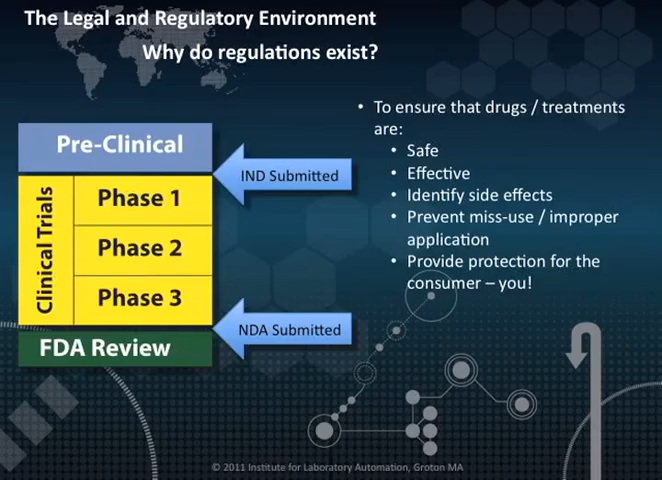 The Legal and Regulatory Environment
Why do regulations exist?
Pre-Clinical
Clinical Trials
Phase 1
Phase 2
Phase 3
FDA Review
IND Submitted
NDA Submitted
• To ensure that drugs / treatments
are:
• Safe
• Effective
• Identify side effects
• Prevent miss-use / improper
application
• Provide protection for the
consumer – you!
© 2011 Institute for Laboratory Automation, Groton MA